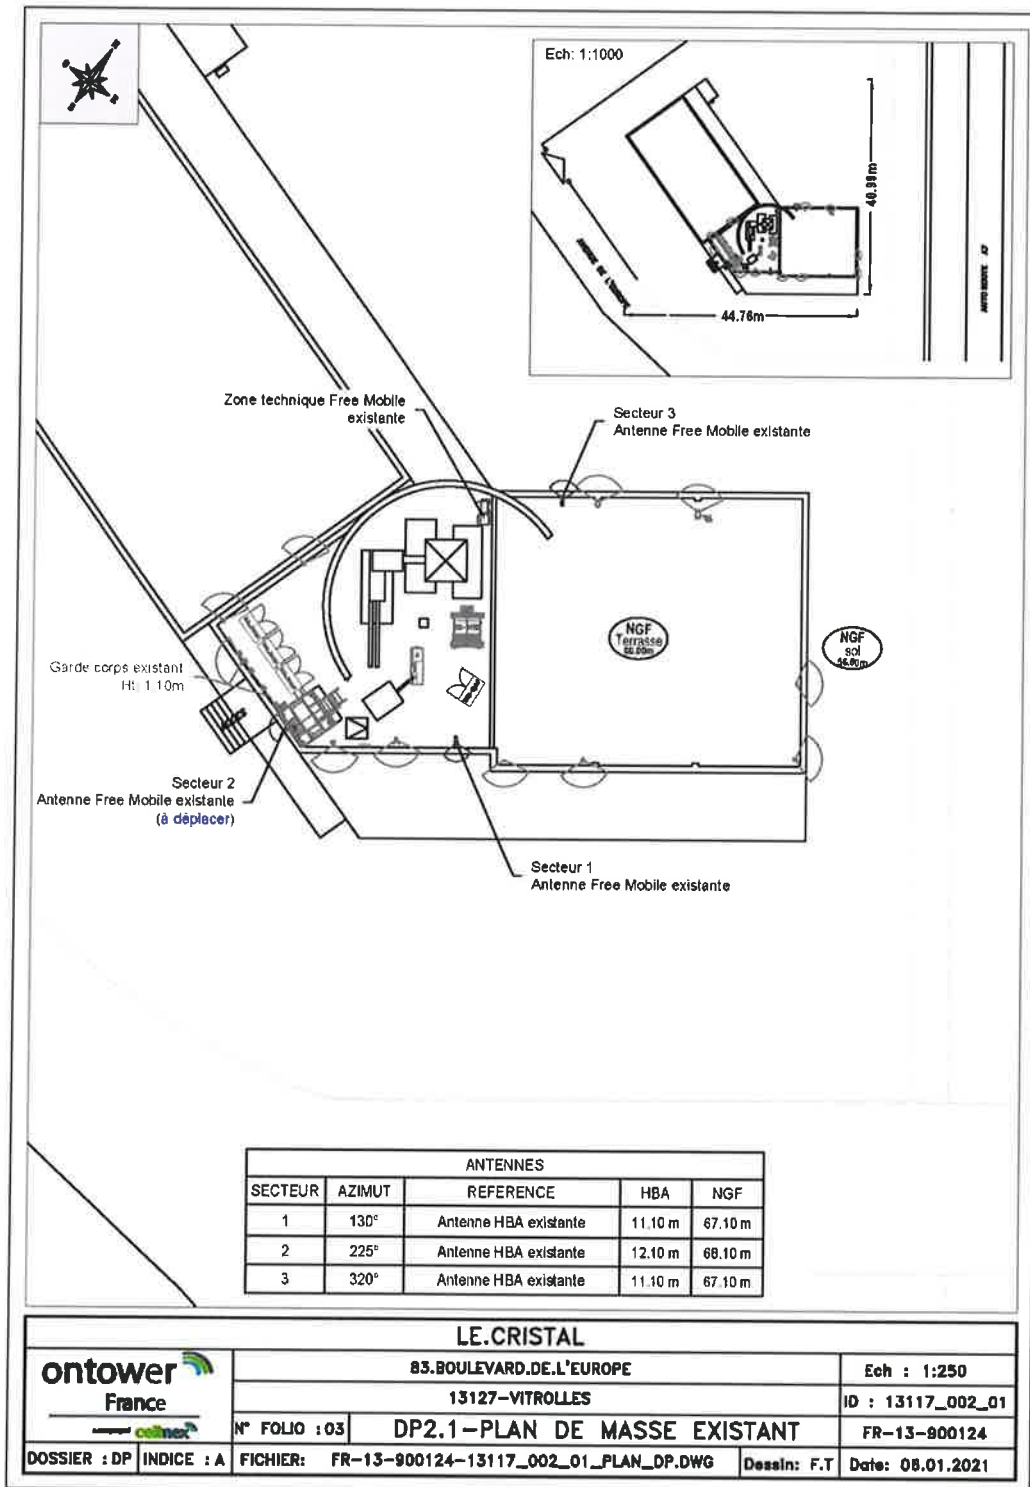 Ech: 1:1000
40.99m
44.76m
AUTOROUTE A7
Zone technique Free Mobile
existante
Secteur 3
Antenne Free Mobile existante
NGF
Terrasse
NGF
sol
Garde corps existant
Ht: 1.10m
Secteur 2
Antenne Free Mobile existante
(à déplacer)
Secteur 1
Antenne Free Mobile existante
ANTENNES
SECTEUR AZIMUT REFERENCE HBA NGF
1 130° Antenne HBA existante 11.10 m 67.10 m
2 225° Antenne HBA existante 12.10 m 68.10 m
3 320° Antenne HBA existante 11.10 m 67.10 m
LE.CRISTAL
ontower
France
cellnex
83.BOULEVARD.DE.L'EUROPE
Ech : 1:250
13127-VITROLLES
ID : 13117_002_01
N° FOLIO :03
DP2.1-PLAN DE MASSE EXISTANT
FR-13-900124
DOSSIER : DP
INDICE : A
FICHIER: FR-13-900124-13117_002_01_PLAN_DP.DWG
Dessin: F.T
Date: 08.01.2021